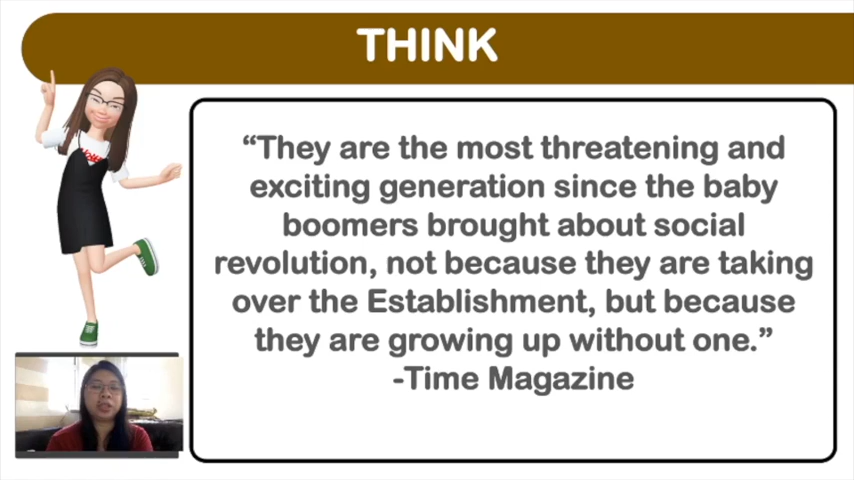 THINK
“They are the most threatening and
exciting generation since the baby
boomers brought about social
revolution, not because they are taking
over the Establishment, but because
they are growing up without one.”
-Time Magazine